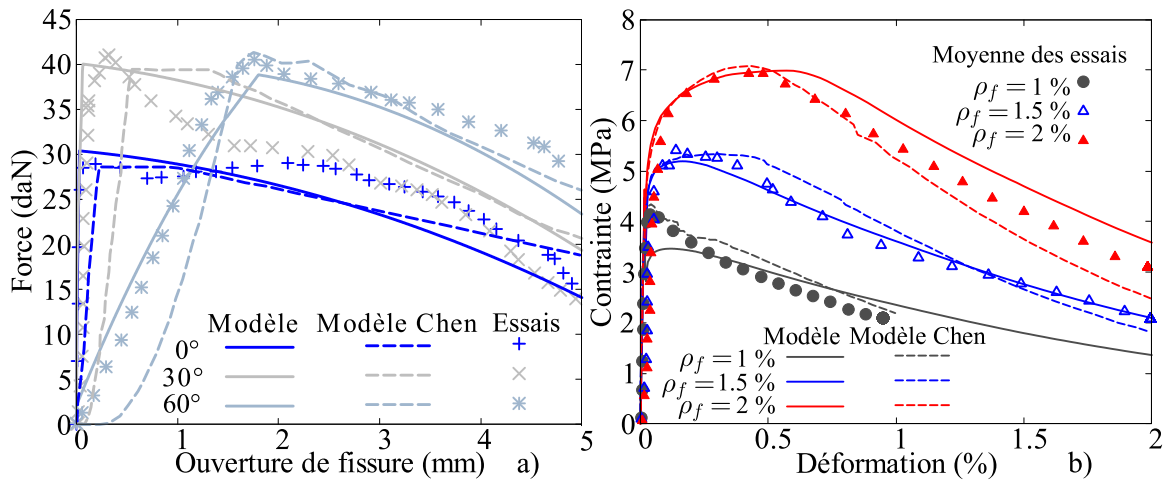 45
40
35
30
25
20
15
10
5
0
Force (daN)
Modèle Modèle Chen Essais
0°
30°
60°
0 1 2 3 4 5
Ouverture de fissure (mm) a)
8
7
6
5
4
3
2
1
0
Contrainte (MPa)
Moyenne des essais
ρf = 1 %
ρf = 1.5 %
ρf = 2 %
Modèle Modèle Chen
ρf = 1 %
ρf = 1.5 %
ρf = 2 %
0 0.5 1 1.5 2
Déformation (%) b)